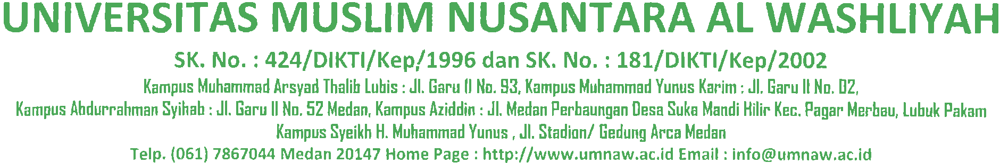 UNIVERSITAS MUSLIM NUSANTARA AL WASHLIYAH
SK. No. : 424/DIKTI/Kep/1996 dan SK. No. : 181/DIKTI/Kep/2002
Kampus Muhammad Arsyad Thalib Lubis : Jl. Garu II No. 93, Kampus Muhammad Yunus Karim : Jl. Garu II No. 02,
Kampus Abdurrahman Syihab : Jl. Garu II No. 52 Medan, Kampus Aziddin : Jl. Medan Perbaungan Desa Suka Mandi Hilir Kec. Pagar Merbau, Lubuk Pakam
Kampus Syeikh H. Muhammad Yunus , Jl. Stadion/ Gedung Arca Medan
Telp. (061) 7867044 Medan 20147 Home Page : http://www.umnaw.ac.id Email : info@umnaw.ac.id